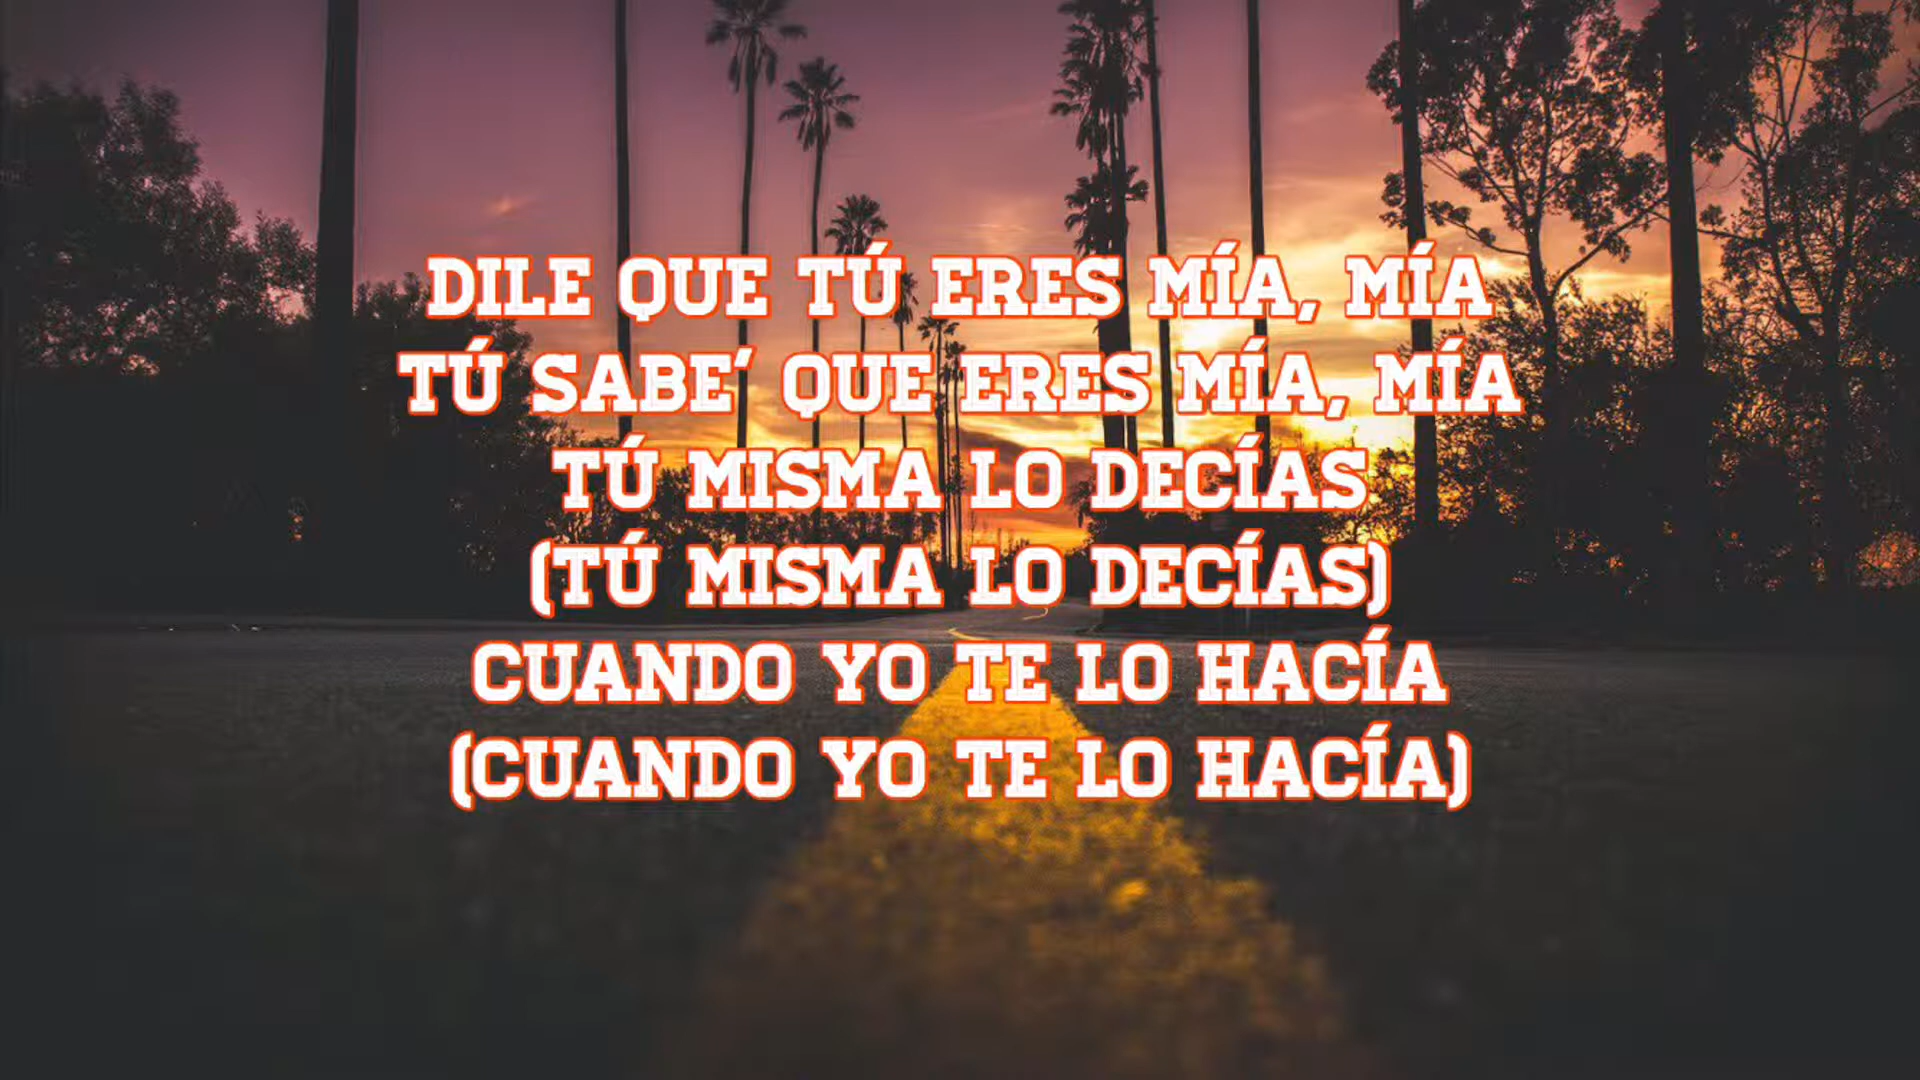 DILE QUE TÚ ERES MÍA, MÍA
TÚ SABE' QUE ERES MÍA, MÍA
TÚ MISMA LO DECÍAS
(TÚ MISMA LO DECÍAS)
CUANDO YO TE LO HACÍA
(CUANDO YO TE LO HACÍA)